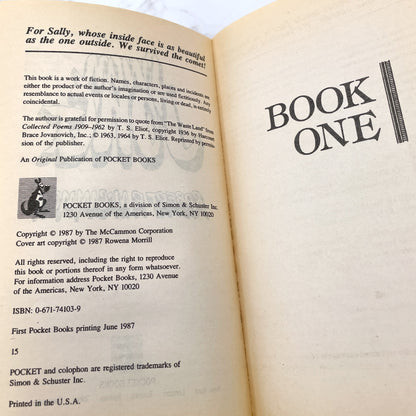 For Sally, whose inside face is as beautiful
as the one outside. We survived the comet!
This book is a work of fiction. Names, characters, places and incidents are
either the product of the author's imagination or are used fictitiously. Any
resemblance to actual events or locales or persons, living or dead, is entirely
coincidental.
The authour is grateful for permission to quote from "The Waste Land" from
Collected Poems 1909–1962 by T. S. Eliot, copyright 1936 by Harcourt
Brace Jovanovich, Inc.; © 1963, 1964 by T. S. Eliot. Reprinted by permission
of the publisher.
An Original Publication of POCKET BOOKS
POCKET BOOKS, a division of Simon & Schuster Inc.
1230 Avenue of the Americas, New York, NY 10020
Copyright © 1987 by The McCammon Corporation
Cover art copyright © 1987 Rowena Morrill
All rights reserved, including the right to reproduce
this book or portions thereof in any form whatsoever.
For information address Pocket Books, 1230 Avenue
of the Americas, New York, NY 10020
ISBN: 0-671-74103-9
First Pocket Books printing June 1987
15
POCKET and colophon are registered trademarks of
Simon & Schuster Inc.
Printed in the U.S.A.
BOOK
ONE